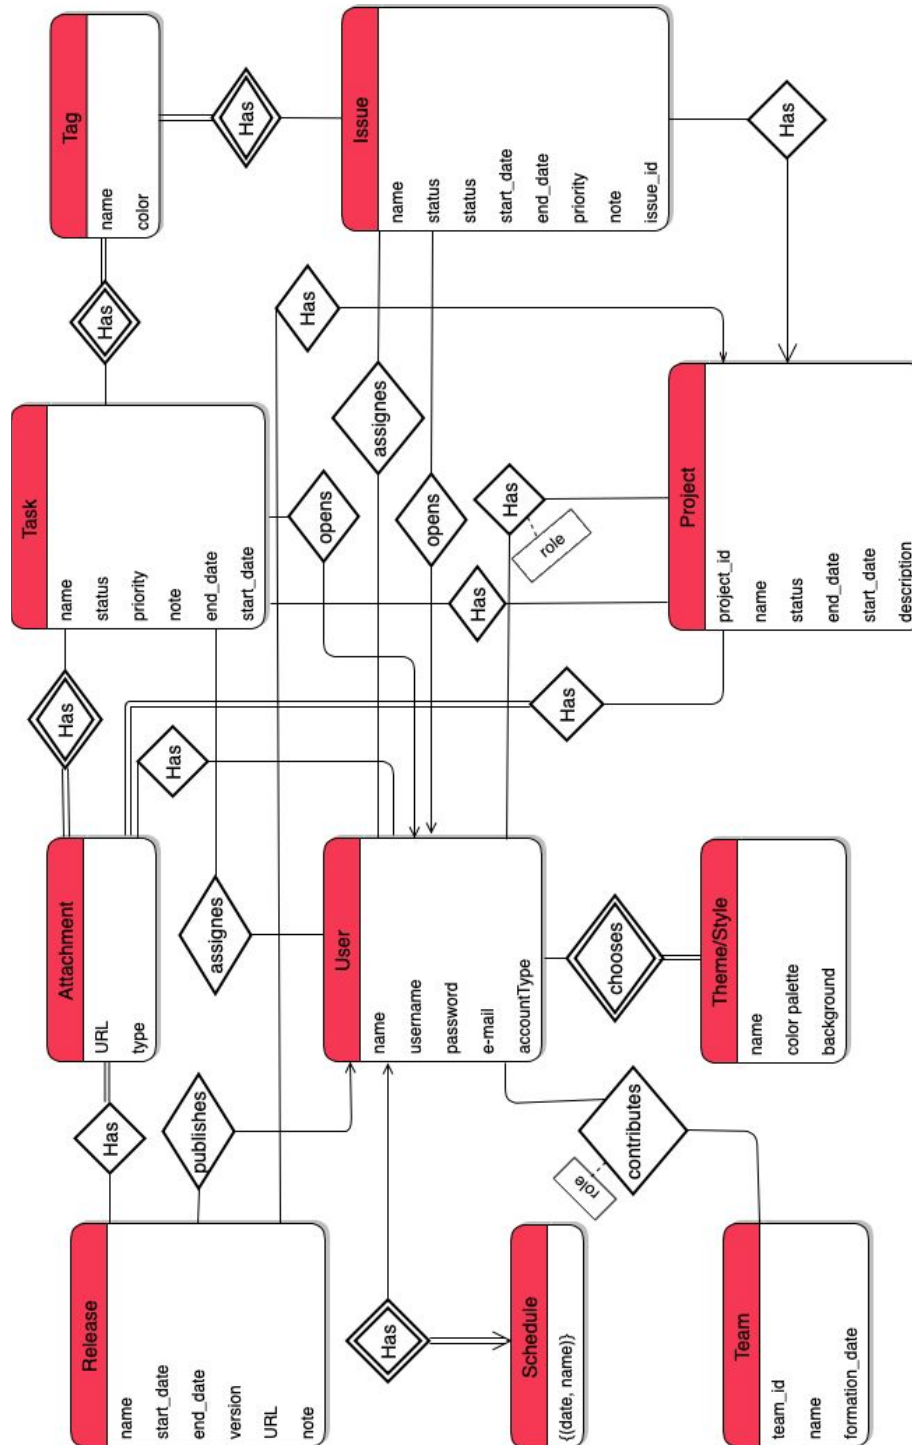 Release
name
start_date
end_date
version
URL
note
Has
Attachment
URL
type
Has
Task
name
status
priority
note
end_date
start_date
Has
Tag
name
color
publishes
assignes
Has
opens
Has
Has
Has
User
name
username
password
e-mail
accountType
assignes
opens
Issue
name
status
status
start_date
end_date
priority
note
issue_id
Schedule
{(date, name)}
Has
Has
Has
role
contributes
role
chooses
Has
Team
team_id
name
formation_date
Theme/Style
name
color palette
background
Project
project_id
name
status
end_date
start_date
description